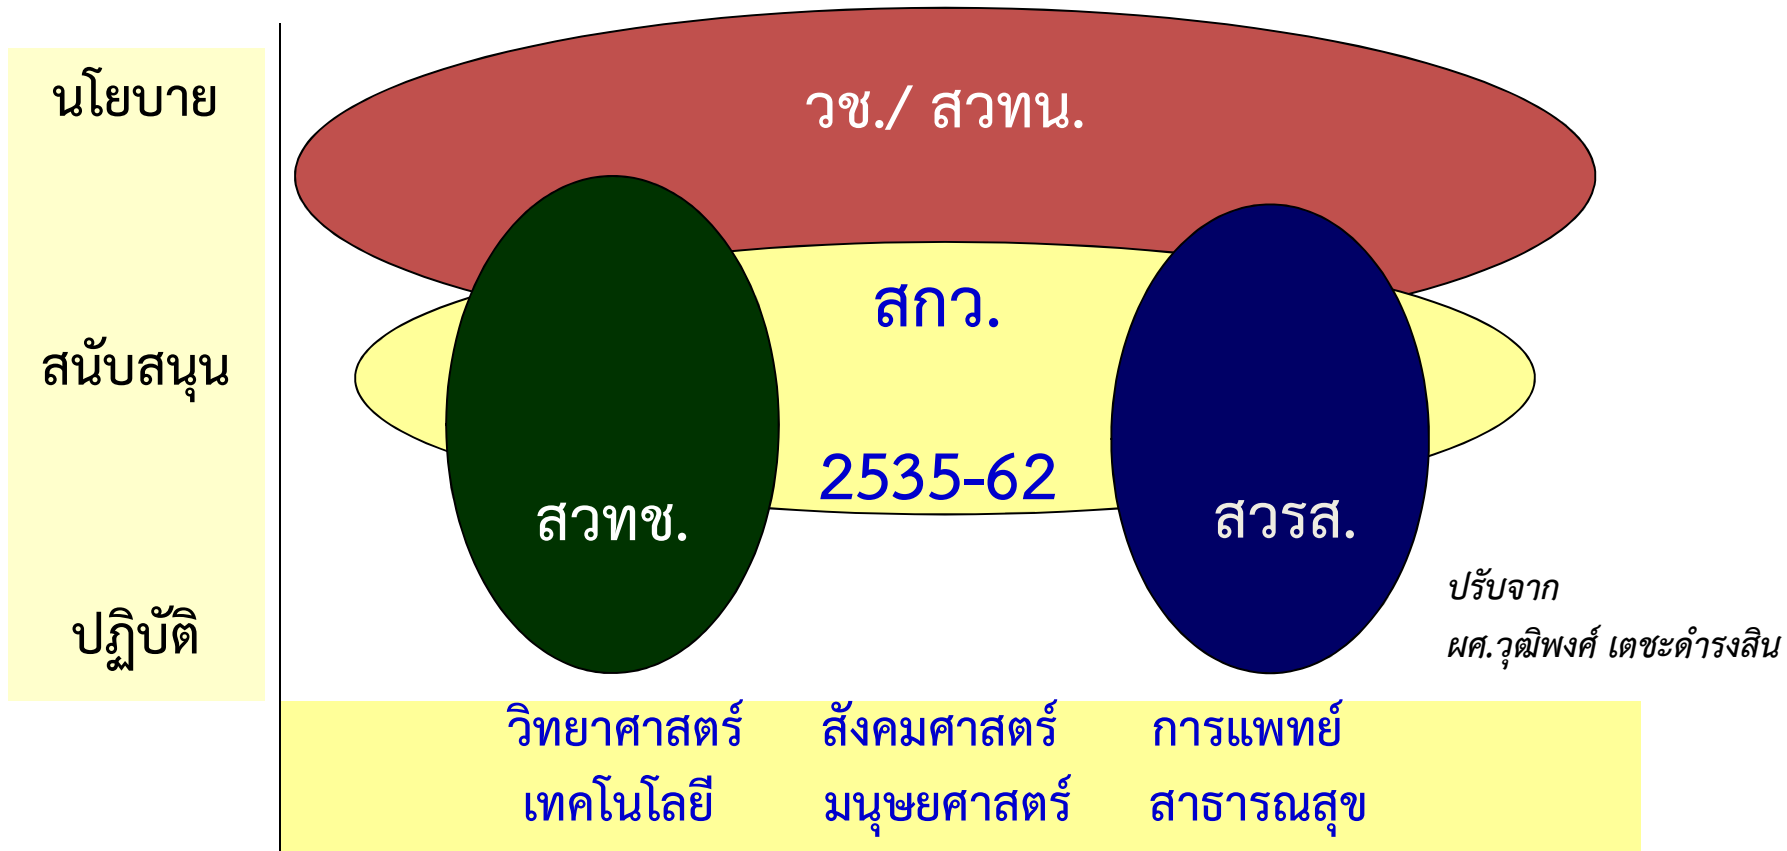 นโยบาย
วช./ สวทน.
สกว.
สนับสนุน
2535-62
สวทช.
สวรส.
ปรับจาก
ปฏิบัติ
ผศ.วุฒิพงศ์ เตชะดำรงสิน
วิทยาศาสตร์ สังคมศาสตร์ การแพทย์
เทคโนโลยี มนุษยศาสตร์ สาธารณสุข